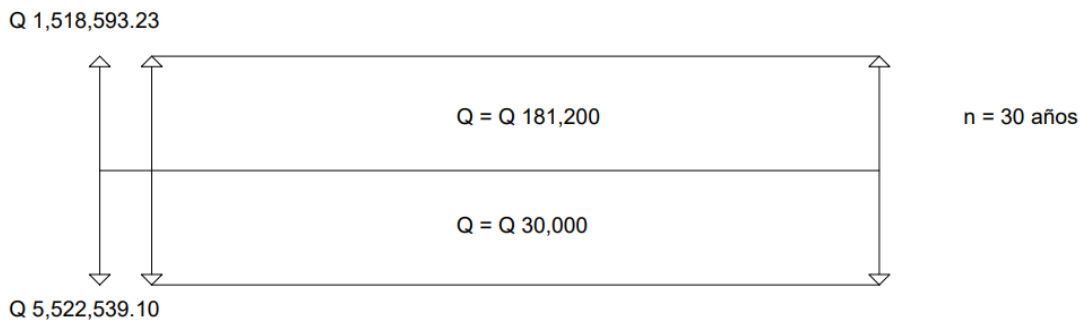 Q 1,518,593.23
Q = Q 181,200
n = 30 años
Q = Q 30,000
Q 5,522,539.10